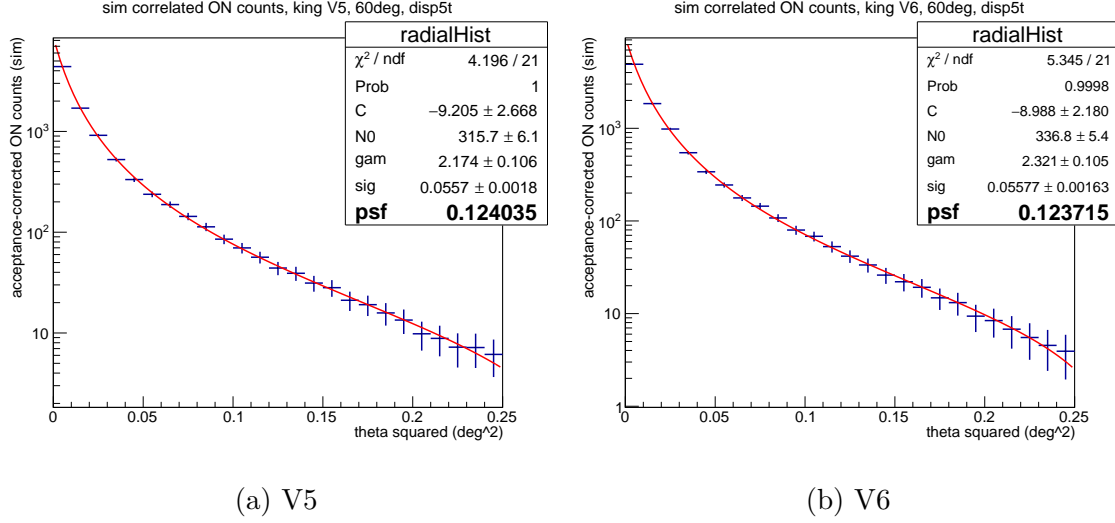 sim correlated ON counts, king V5, 60deg, disp5t
radialHist
χ² / ndf 4.196 / 21
Prob 1
C −9.205 ± 2.668
N0 315.7 ± 6.1
gam 2.174 ± 0.106
sig 0.0557 ± 0.0018
psf 0.124035
acceptance-corrected ON counts (sim)
10³
10²
10
0 0.05 0.1 0.15 0.2 0.25
theta squared (deg^2)
(a) V5
sim correlated ON counts, king V6, 60deg, disp5t
radialHist
χ² / ndf 5.345 / 21
Prob 0.9998
C −8.988 ± 2.180
N0 336.8 ± 5.4
gam 2.321 ± 0.105
sig 0.05577 ± 0.00163
psf 0.123715
acceptance-corrected ON counts (sim)
10³
10²
10
1
0 0.05 0.1 0.15 0.2 0.25
theta squared (deg^2)
(b) V6